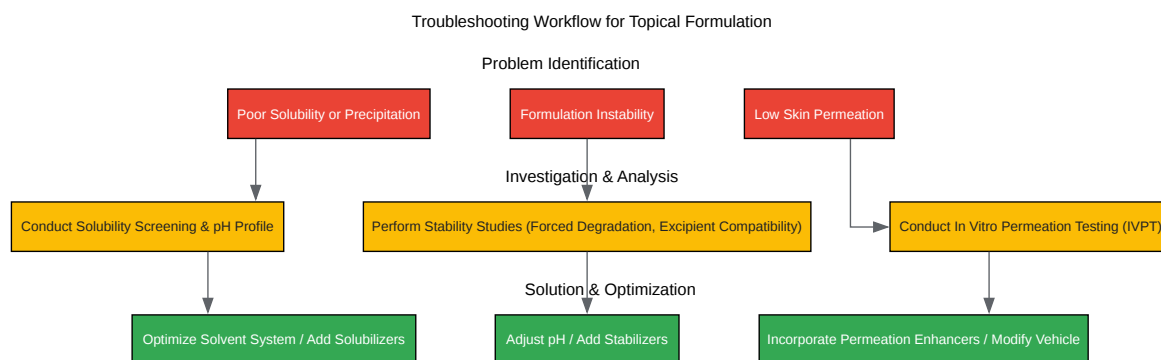 Troubleshooting Workflow for Topical Formulation
Problem Identification
Poor Solubility or Precipitation
Formulation Instability
Low Skin Permeation
Investigation & Analysis
Conduct Solubility Screening & pH Profile
Perform Stability Studies (Forced Degradation, Excipient Compatibility)
Conduct In Vitro Permeation Testing (IVPT)
Solution & Optimization
Optimize Solvent System / Add Solubilizers
Adjust pH / Add Stabilizers
Incorporate Permeation Enhancers / Modify Vehicle